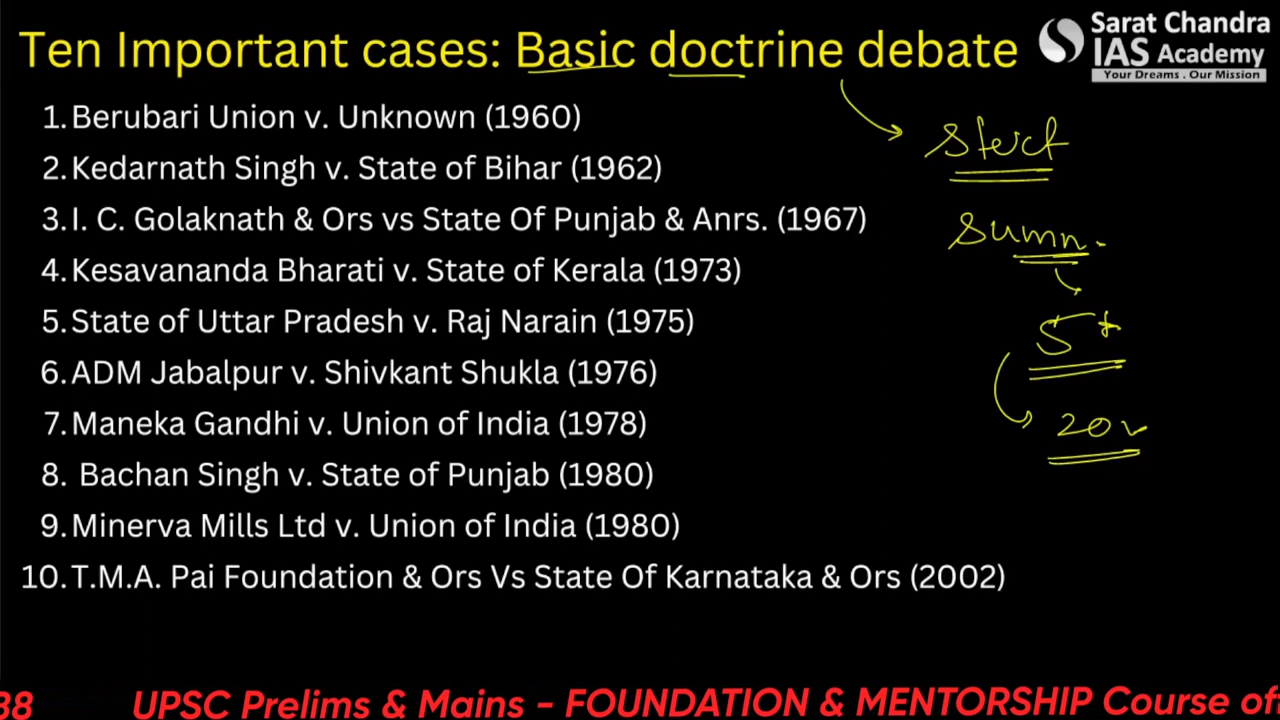 Ten Important cases: Basic doctrine debate
Sarat Chandra
IAS Academy
Your Dreams . Our Mission
1. Berubari Union v. Unknown (1960)
2. Kedarnath Singh v. State of Bihar (1962)
3. I. C. Golaknath & Ors vs State Of Punjab & Anrs. (1967)
4. Kesavananda Bharati v. State of Kerala (1973)
5. State of Uttar Pradesh v. Raj Narain (1975)
6. ADM Jabalpur v. Shivkant Shukla (1976)
7. Maneka Gandhi v. Union of India (1978)
8. Bachan Singh v. State of Punjab (1980)
9. Minerva Mills Ltd v. Union of India (1980)
10. T.M.A. Pai Foundation & Ors Vs State Of Karnataka & Ors (2002)
Summ.
5+
38 UPSC Prelims & Mains - FOUNDATION & MENTORSHIP Course of